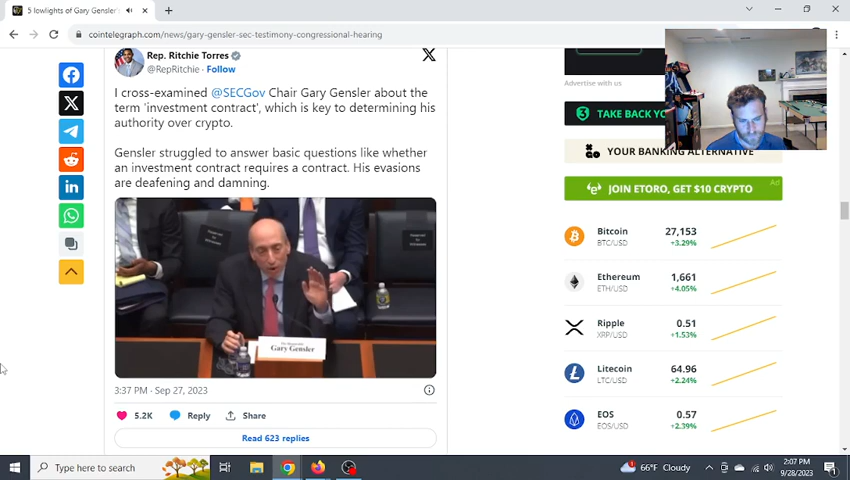 5 lowlights of Gary Gensler's
cointelegraph.com/news/gary-gensler-sec-testimony-congressional-hearing
Rep. Ritchie Torres
@RepRitchie · Follow
I cross-examined @SECGov Chair Gary Gensler about the
term 'investment contract', which is key to determining his
authority over crypto.
Gensler struggled to answer basic questions like whether
an investment contract requires a contract. His evasions
are deafening and damning.
Gary Gensler
3:37 PM · Sep 27, 2023
5.2K Reply Share
Read 623 replies
Advertise with us
TAKE BACK YO
YOUR BANKING ALTERNATIVE
JOIN ETORO, GET $10 CRYPTO
Ad
Bitcoin 27,153
BTC/USD +3.29%
Ethereum 1,661
ETH/USD +4.05%
Ripple 0.51
XRP/USD +1.53%
Litecoin 64.96
LTC/USD +2.24%
EOS 0.57
EOS/USD +2.39%
Type here to search
66°F Cloudy
2:07 PM
9/28/2023